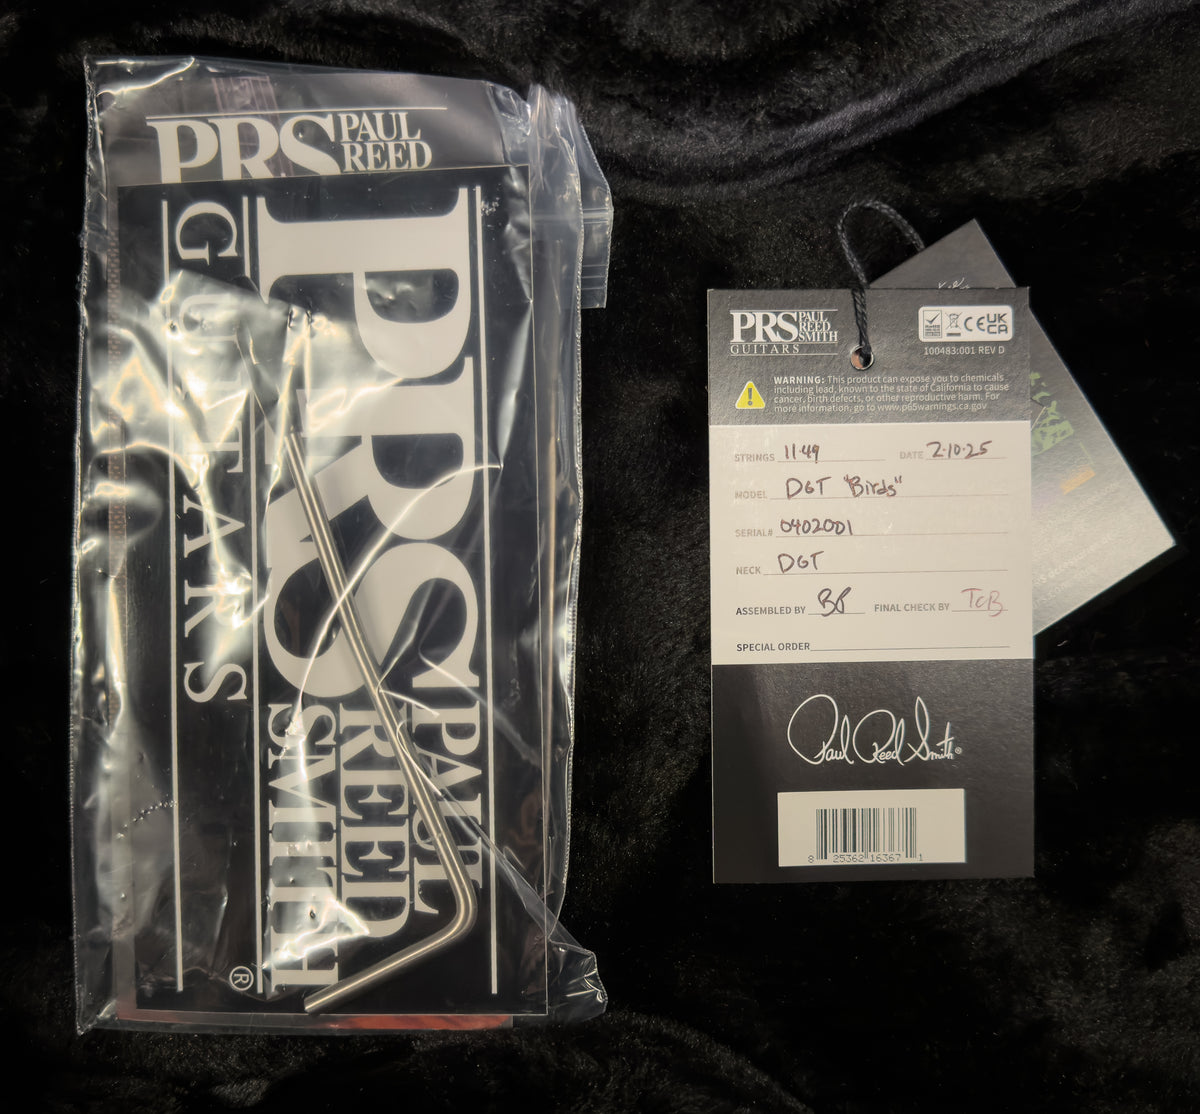 PRS PAUL
REED
PRS PAUL
REED
SMITH
GUITARS
®
PRS PAUL
REED
SMITH
GUITARS
RoHS
CE UK
CA
100483:001 REV D
WARNING: This product can expose you to chemicals
including lead, known to the state of California to cause
cancer, birth defects, or other reproductive harm. For
more information, go to www.p65warnings.ca.gov
STRINGS 11-49 DATE 2-10-25
MODEL DGT "Birds"
SERIAL# 0402001
NECK DGT
ASSEMBLED BY BP FINAL CHECK BY TCB
SPECIAL ORDER
Paul Reed Smith®
8 25362 16367 1